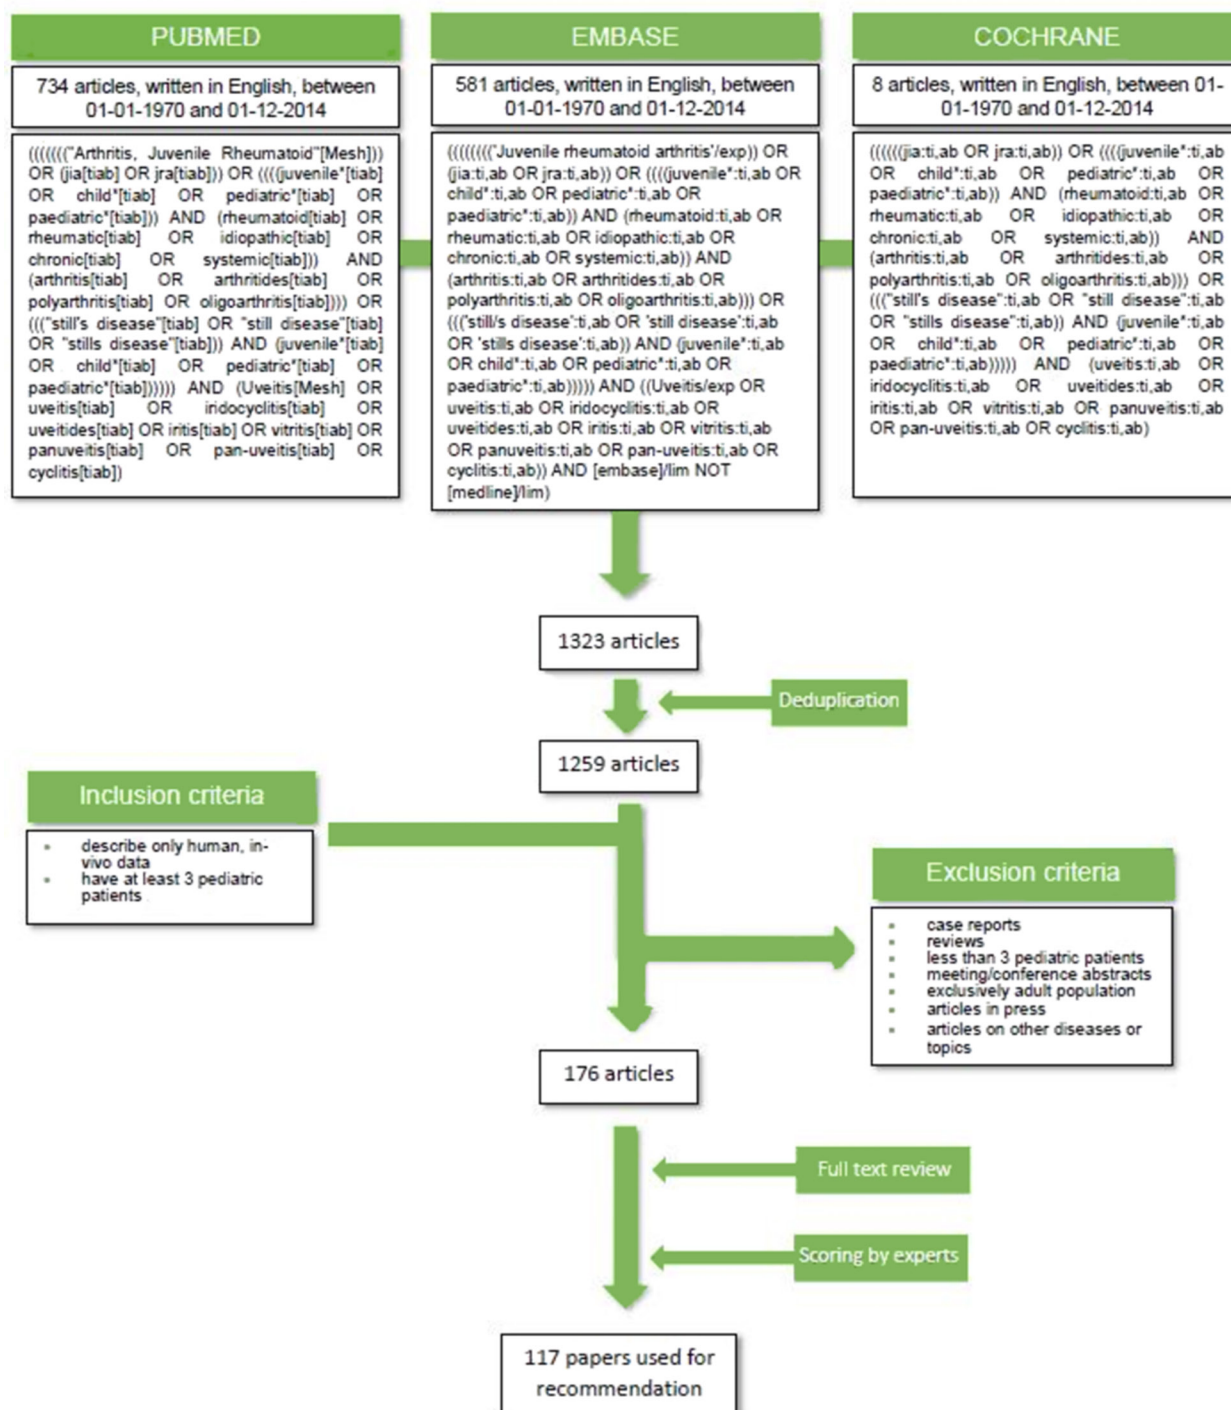 PUBMED
734 articles, written in English, between
01-01-1970 and 01-12-2014
((((((("Arthritis, Juvenile Rheumatoid"[Mesh]))
OR (jia[tiab] OR jra[tiab])) OR ((((juvenile*[tiab]
OR child*[tiab] OR pediatric*[tiab] OR
paediatric*[tiab])) AND (rheumatoid[tiab] OR
rheumatic[tiab] OR idiopathic[tiab] OR
chronic[tiab] OR systemic[tiab])) AND
(arthritis[tiab] OR arthritides[tiab] OR
polyarthritis[tiab] OR oligoarthritis[tiab]))) OR
((("still's disease"[tiab] OR "still disease"[tiab]
OR "stills disease"[tiab])) AND (juvenile*[tiab]
OR child*[tiab] OR pediatric*[tiab] OR
paediatric*[tiab]))))) AND (Uveitis[Mesh] OR
uveitis[tiab] OR iridocyclitis[tiab] OR
uveitides[tiab] OR iritis[tiab] OR vitritis[tiab] OR
panuveitis[tiab] OR pan-uveitis[tiab] OR
cyclitis[tiab])
EMBASE
581 articles, written in English, between
01-01-1970 and 01-12-2014
(((((((('Juvenile rheumatoid arthritis'/exp)) OR
(jia:ti,ab OR jra:ti,ab)) OR ((((juvenile*:ti,ab OR
child*:ti,ab OR pediatric*:ti,ab OR
paediatric*:ti,ab)) AND (rheumatoid:ti,ab OR
rheumatic:ti,ab OR idiopathic:ti,ab OR
chronic:ti,ab OR systemic:ti,ab)) AND
(arthritis:ti,ab OR arthritides:ti,ab OR
polyarthritis:ti,ab OR oligoarthritis:ti,ab))) OR
((('still/s disease':ti,ab OR 'still disease':ti,ab
OR 'stills disease':ti,ab)) AND (juvenile*:ti,ab
OR child*:ti,ab OR pediatric*:ti,ab OR
paediatric*:ti,ab))))) AND ((Uveitis/exp OR
uveitis:ti,ab OR iridocyclitis:ti,ab OR
uveitides:ti,ab OR iritis:ti,ab OR vitritis:ti,ab
OR panuveitis:ti,ab OR pan-uveitis:ti,ab OR
cyclitis:ti,ab)) AND [embase]/lim NOT
[medline]/lim)
COCHRANE
8 articles, written in English, between 01-
01-1970 and 01-12-2014
((((((jia:ti,ab OR jra:ti,ab)) OR ((((juvenile*:ti,ab
OR child*:ti,ab OR pediatric*:ti,ab OR
paediatric*:ti,ab)) AND (rheumatoid:ti,ab OR
rheumatic:ti,ab OR idiopathic:ti,ab OR
chronic:ti,ab OR systemic:ti,ab)) AND
(arthritis:ti,ab OR arthritides:ti,ab OR
polyarthritis:ti,ab OR oligoarthritis:ti,ab))) OR
((("still's disease":ti,ab OR "still disease":ti,ab
OR "stills disease":ti,ab)) AND (juvenile*:ti,ab
OR child*:ti,ab OR pediatric*:ti,ab OR
paediatric*:ti,ab))))) AND (uveitis:ti,ab OR
iridocyclitis:ti,ab OR uveitides:ti,ab OR
iritis:ti,ab OR vitritis:ti,ab OR panuveitis:ti,ab
OR pan-uveitis:ti,ab OR cyclitis:ti,ab)
1323 articles
Deduplication
1259 articles
Inclusion criteria
▪ describe only human, in-
vivo data
▪ have at least 3 pediatric
patients
Exclusion criteria
▪ case reports
▪ reviews
▪ less than 3 pediatric patients
▪ meeting/conference abstracts
▪ exclusively adult population
▪ articles in press
▪ articles on other diseases or
topics
176 articles
Full text review
Scoring by experts
117 papers used for
recommendation